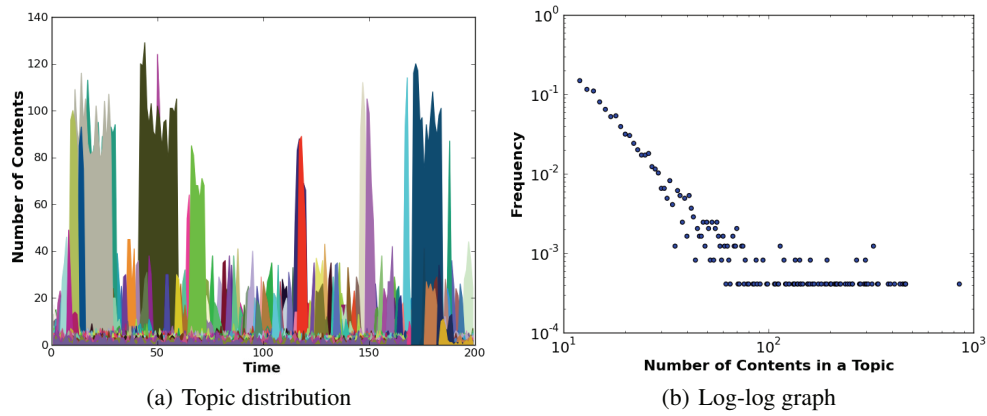 140
120
100
80
60
40
20
0
Number of Contents
0 50 100 150 200
Time
(a) Topic distribution
10^0
10^-1
10^-2
10^-3
10^-4
Frequency
10^1 10^2 10^3
Number of Contents in a Topic
(b) Log-log graph